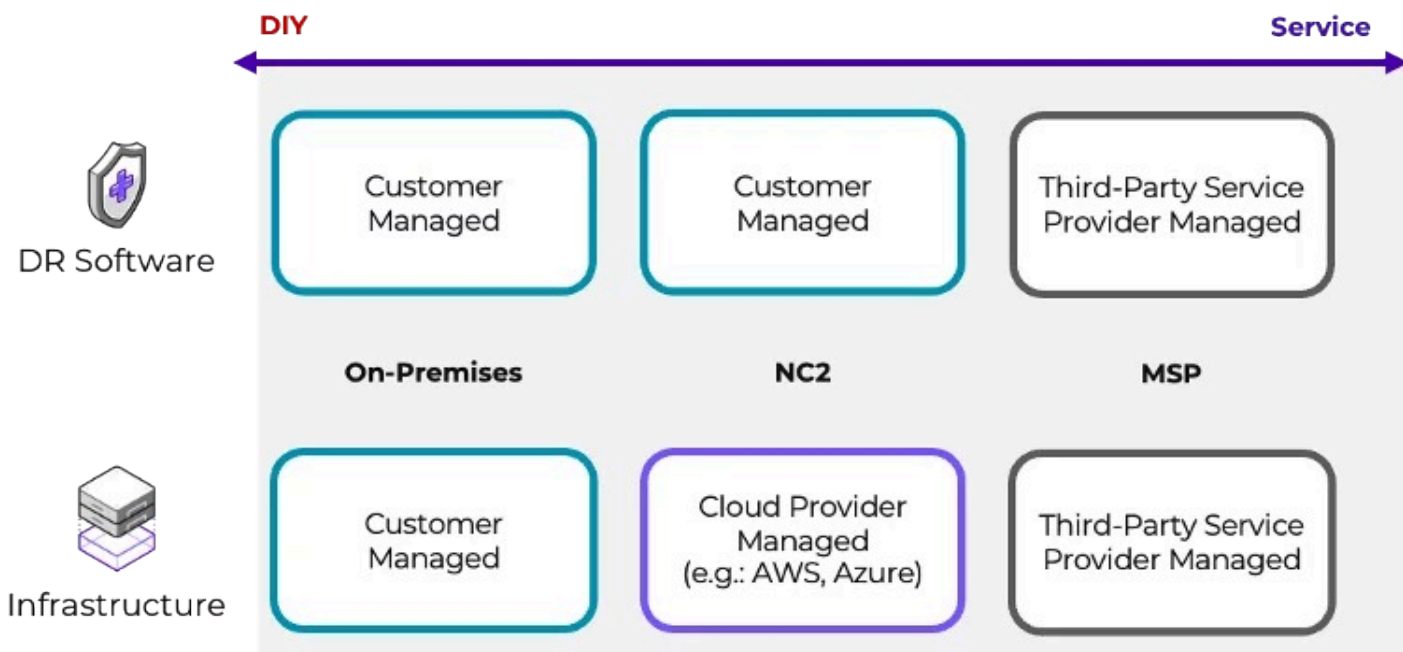 DIY
Service
DR Software
Customer
Managed
Customer
Managed
Third-Party Service
Provider Managed
On-Premises
NC2
MSP
Infrastructure
Customer
Managed
Cloud Provider
Managed
(e.g.: AWS, Azure)
Third-Party Service
Provider Managed